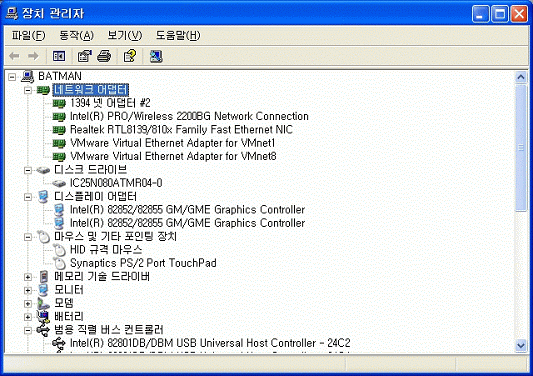 장치 관리자
파일(F) 동작(A) 보기(V) 도움말(H)
BATMAN
네트워크 어댑터
1394 넷 어댑터 #2
Intel(R) PRO/Wireless 2200BG Network Connection
Realtek RTL8139/810x Family Fast Ethernet NIC
VMware Virtual Ethernet Adapter for VMnet1
VMware Virtual Ethernet Adapter for VMnet8
디스크 드라이브
IC25N080ATMR04-0
디스플레이 어댑터
Intel(R) 82852/82855 GM/GME Graphics Controller
Intel(R) 82852/82855 GM/GME Graphics Controller
마우스 및 기타 포인팅 장치
HID 규격 마우스
Synaptics PS/2 Port TouchPad
메모리 기술 드라이버
모니터
모뎀
배터리
범용 직렬 버스 컨트롤러
Intel(R) 82801DB/DBM USB Universal Host Controller - 24C2